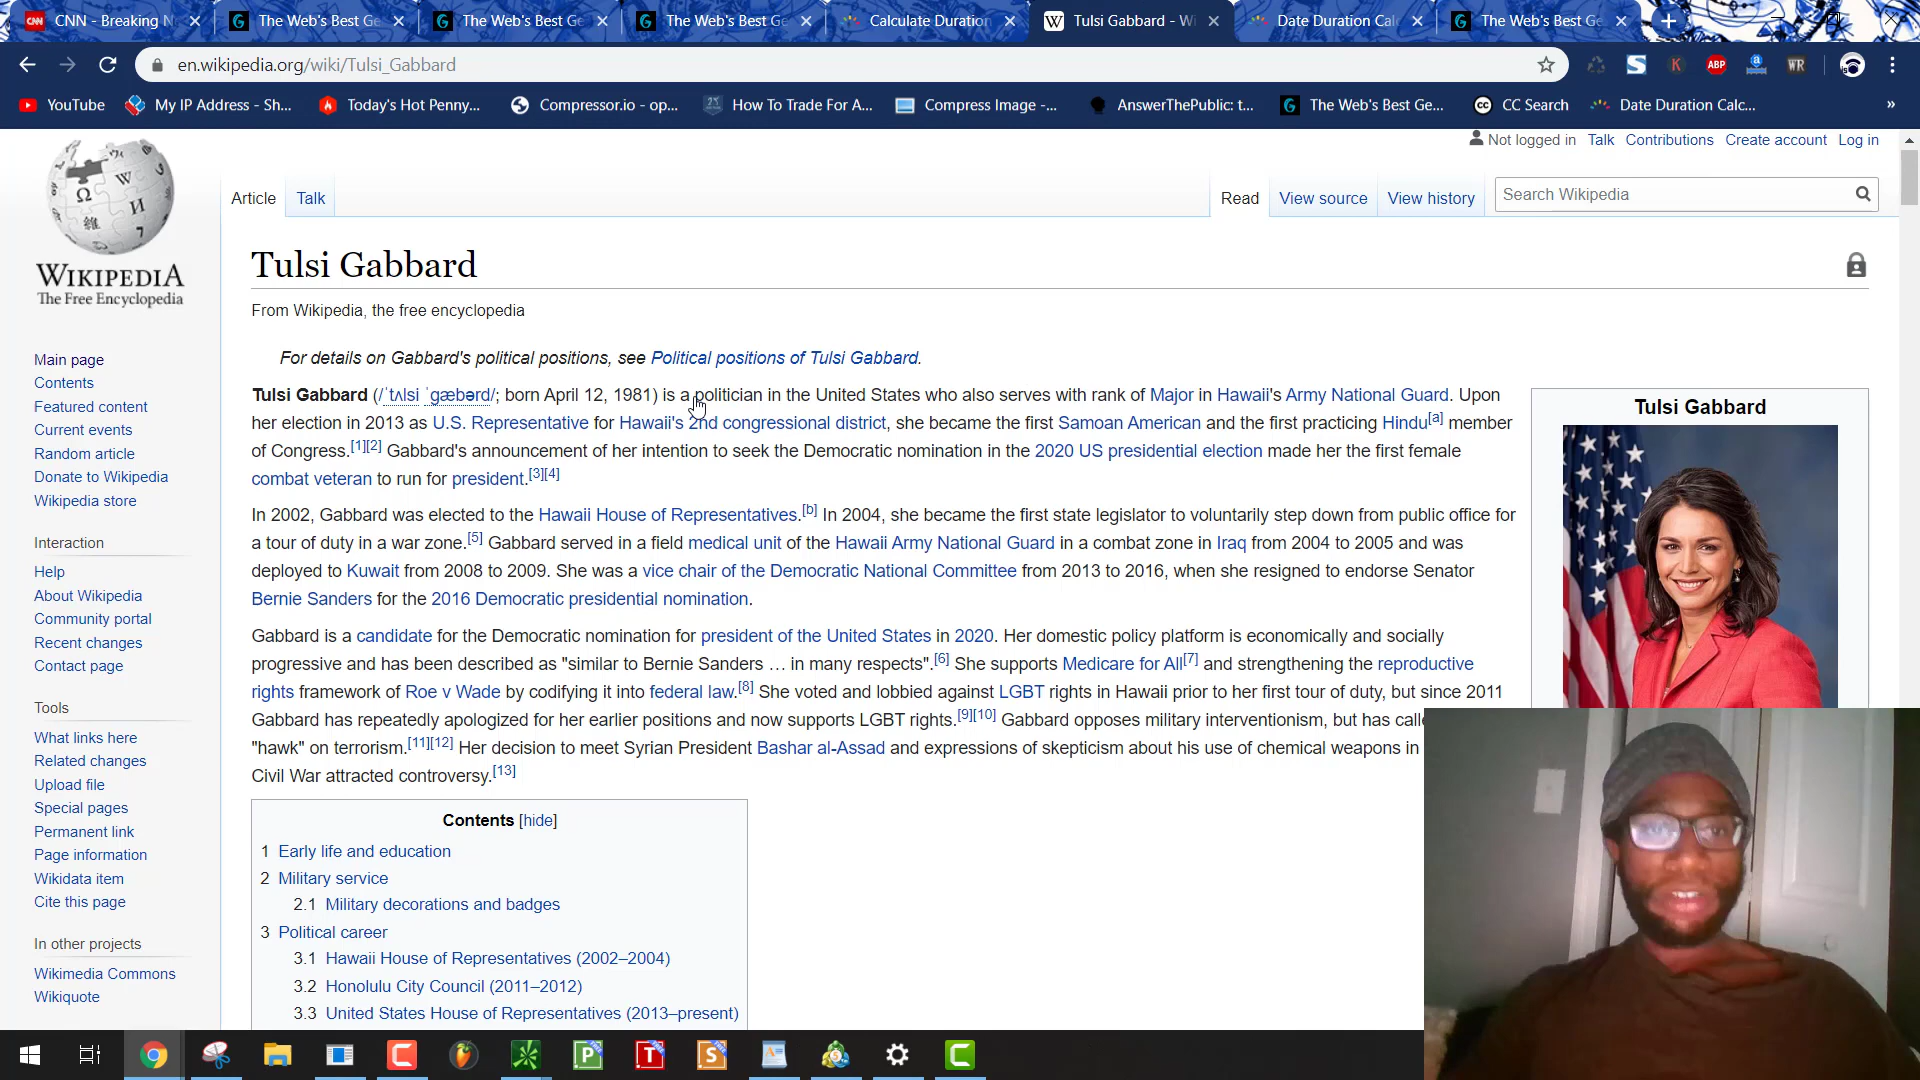 CNN - Breaking N
The Web's Best Ge
The Web's Best Ge
The Web's Best Ge
Calculate Duration
Tulsi Gabbard - Wi
Date Duration Calc
The Web's Best Ge
en.wikipedia.org/wiki/Tulsi_Gabbard
ABP
WR
YouTube
My IP Address - Sh...
Today's Hot Penny...
Compressor.io - op...
How To Trade For A...
Compress Image -...
AnswerThePublic: t...
The Web's Best Ge...
CC Search
Date Duration Calc...
»
Not logged in Talk Contributions Create account Log in
WIKIPEDIA
The Free Encyclopedia
Article Talk
Read View source View history
Search Wikipedia
Tulsi Gabbard
From Wikipedia, the free encyclopedia
For details on Gabbard's political positions, see Political positions of Tulsi Gabbard.
Tulsi Gabbard (/ˈtʌlsi ˈɡæbərd/; born April 12, 1981) is a politician in the United States who also serves with rank of Major in Hawaii's Army National Guard. Upon
her election in 2013 as U.S. Representative for Hawaii's 2nd congressional district, she became the first Samoan American and the first practicing Hindu[a] member
of Congress.[1][2] Gabbard's announcement of her intention to seek the Democratic nomination in the 2020 US presidential election made her the first female
combat veteran to run for president.[3][4]
In 2002, Gabbard was elected to the Hawaii House of Representatives.[b] In 2004, she became the first state legislator to voluntarily step down from public office for
a tour of duty in a war zone.[5] Gabbard served in a field medical unit of the Hawaii Army National Guard in a combat zone in Iraq from 2004 to 2005 and was
deployed to Kuwait from 2008 to 2009. She was a vice chair of the Democratic National Committee from 2013 to 2016, when she resigned to endorse Senator
Bernie Sanders for the 2016 Democratic presidential nomination.
Gabbard is a candidate for the Democratic nomination for president of the United States in 2020. Her domestic policy platform is economically and socially
progressive and has been described as "similar to Bernie Sanders … in many respects".[6] She supports Medicare for All[7] and strengthening the reproductive
rights framework of Roe v Wade by codifying it into federal law.[8] She voted and lobbied against LGBT rights in Hawaii prior to her first tour of duty, but since 2011
Gabbard has repeatedly apologized for her earlier positions and now supports LGBT rights.[9][10] Gabbard opposes military interventionism, but has calle
"hawk" on terrorism.[11][12] Her decision to meet Syrian President Bashar al-Assad and expressions of skepticism about his use of chemical weapons in
Civil War attracted controversy.[13]
Tulsi Gabbard
Contents [hide]
1 Early life and education
2 Military service
2.1 Military decorations and badges
3 Political career
3.1 Hawaii House of Representatives (2002–2004)
3.2 Honolulu City Council (2011–2012)
3.3 United States House of Representatives (2013–present)
Main page
Contents
Featured content
Current events
Random article
Donate to Wikipedia
Wikipedia store
Interaction
Help
About Wikipedia
Community portal
Recent changes
Contact page
Tools
What links here
Related changes
Upload file
Special pages
Permanent link
Page information
Wikidata item
Cite this page
In other projects
Wikimedia Commons
Wikiquote